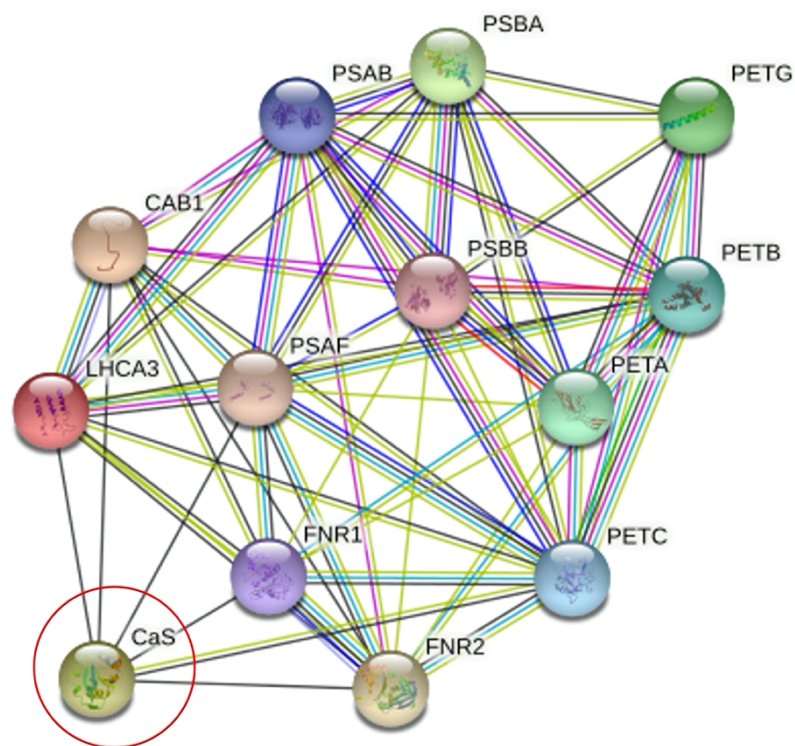 PSBA
PSAB
PETG
CAB1
PSBB
PETB
PSAF
LHCA3
PETA
FNR1
PETC
CaS
FNR2